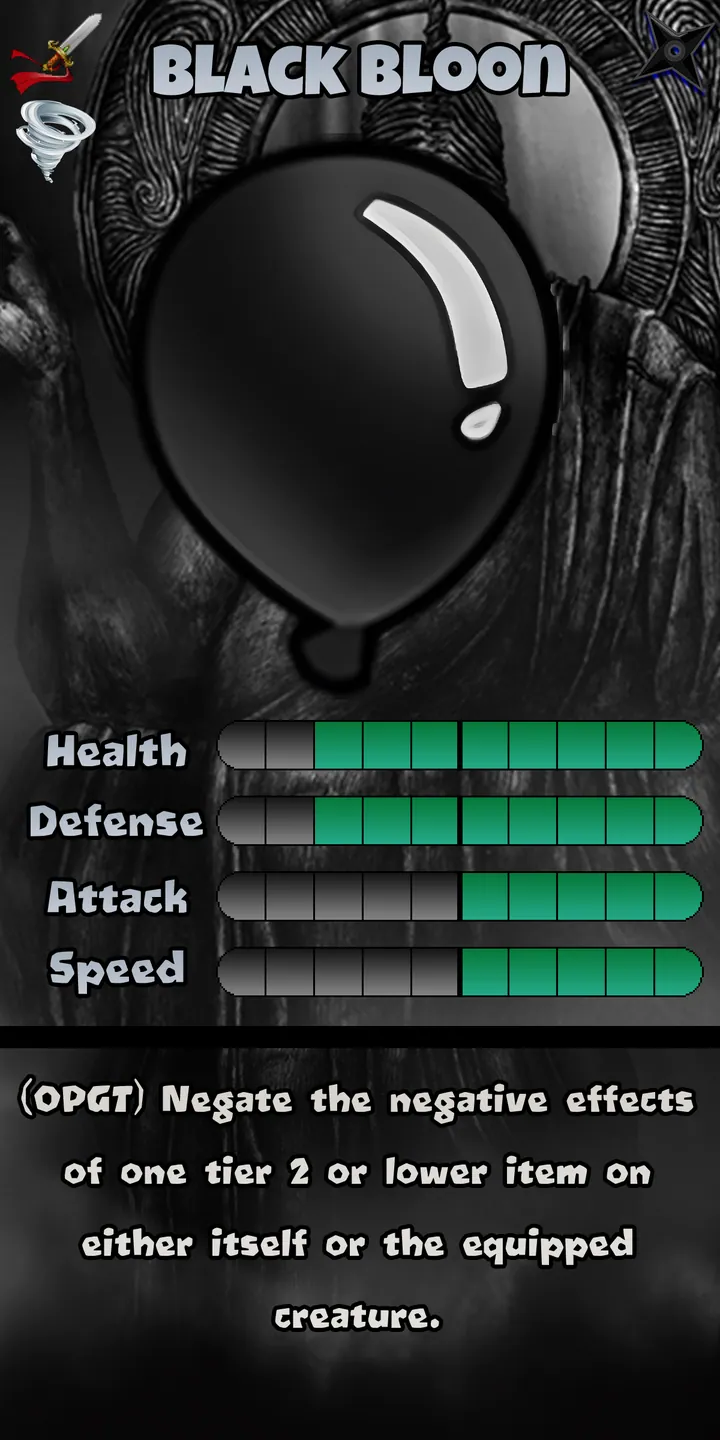 BLACK BLOON
Health
Defense
Attack
Speed
(OPGT) Negate the negative effects
of one tier 2 or lower item on
either itself or the equipped
creature.